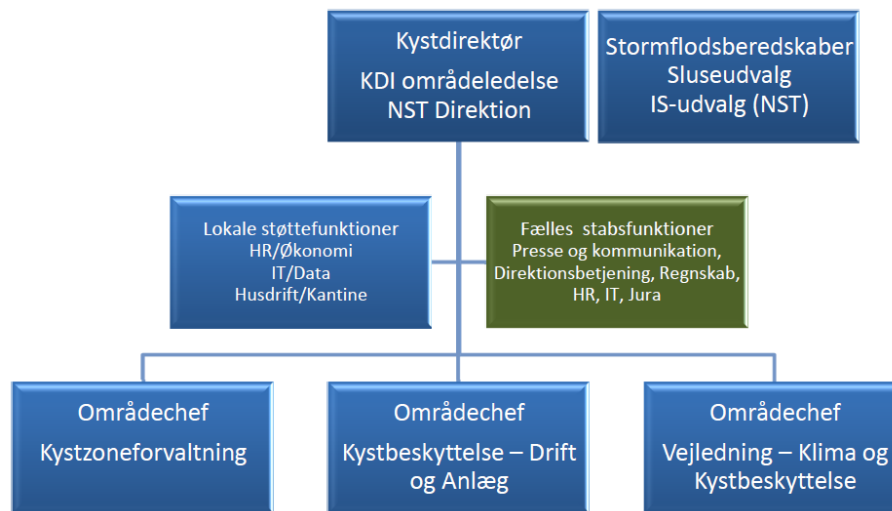 Kystdirektør
KDI områdeledelse
NST Direktion
Stormflodsberedskaber
Sluseudvalg
IS-udvalg (NST)
Lokale støttefunktioner
HR/Økonomi
IT/Data
Husdrift/Kantine
Fælles stabsfunktioner
Presse og kommunikation,
Direktionsbetjening, Regnskab,
HR, IT, Jura
Områdechef
Kystzoneforvaltning
Områdechef
Kystbeskyttelse – Drift
og Anlæg
Områdechef
Vejledning – Klima og
Kystbeskyttelse